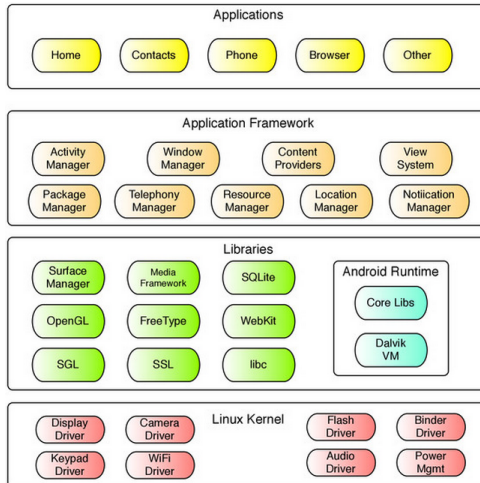 Applications
Home
Contacts
Phone
Browser
Other
Application Framework
Activity
Manager
Window
Manager
Content
Providers
View
System
Package
Manager
Telephony
Manager
Resource
Manager
Location
Manager
Notiication
Manager
Libraries
Surface
Manager
Media
Framework
SQLite
OpenGL
FreeType
WebKit
SGL
SSL
libc
Android Runtime
Core Libs
Dalvik
VM
Linux Kernel
Display
Driver
Camera
Driver
Flash
Driver
Binder
Driver
Keypad
Driver
WiFi
Driver
Audio
Driver
Power
Mgmt